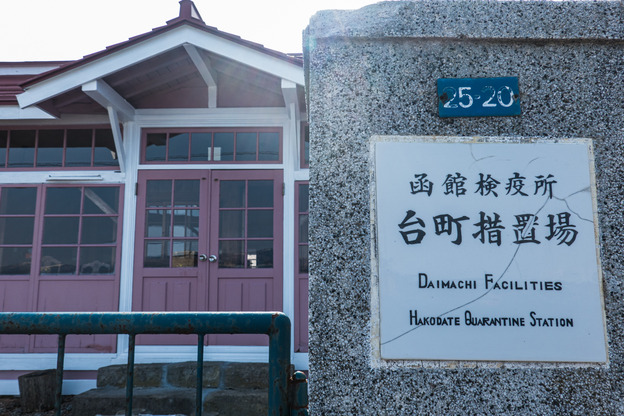 25-20
函館検疫所
台町措置場
DAIMACHI FACILITIES
HAKODATE QUARANTINE STATION